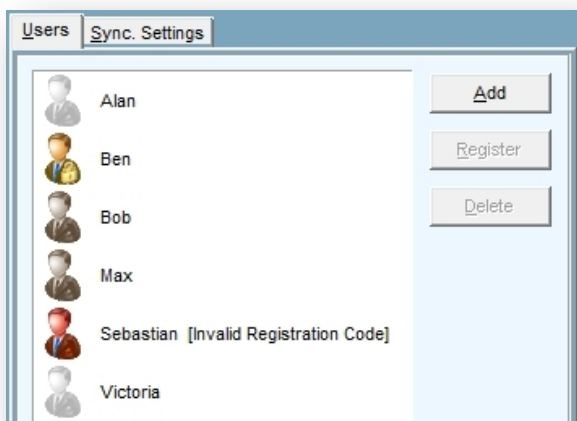 Users Sync. Settings
Alan
Add
Ben
Register
Bob
Delete
Max
Sebastian [Invalid Registration Code]
Victoria